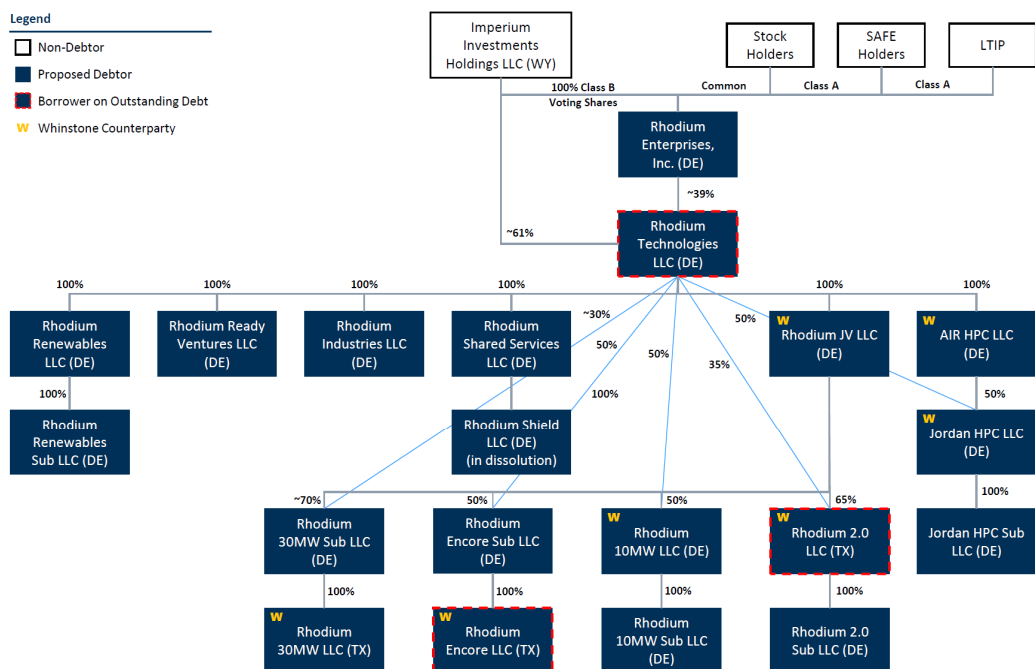 Legend
Non-Debtor
Proposed Debtor
Borrower on Outstanding Debt
W Whinstone Counterparty
Imperium
Investments
Holdings LLC (WY)
Stock
Holders
SAFE
Holders
LTIP
100% Class B
Voting Shares
Common
Class A
Class A
Rhodium
Enterprises,
Inc. (DE)
~39%
~61%
Rhodium
Technologies
LLC (DE)
100%
100%
100%
100%
100%
100%
Rhodium
Renewables
LLC (DE)
Rhodium Ready
Ventures LLC
(DE)
Rhodium
Industries LLC
(DE)
Rhodium
Shared Services
LLC (DE)
~30%
50%
50%
35%
50%
W
Rhodium JV LLC
(DE)
W
AIR HPC LLC
(DE)
100%
100%
50%
Rhodium
Renewables
Sub LLC (DE)
Rhodium Shield
LLC (DE)
(in dissolution)
W
Jordan HPC LLC
(DE)
~70%
50%
50%
65%
100%
Rhodium
30MW Sub LLC
(DE)
Rhodium
Encore Sub LLC
(DE)
W
Rhodium
10MW LLC (DE)
W
Rhodium 2.0
LLC (TX)
Jordan HPC Sub
LLC (DE)
100%
100%
100%
100%
W
Rhodium
30MW LLC (TX)
W
Rhodium
Encore LLC (TX)
Rhodium
10MW Sub LLC
(DE)
Rhodium 2.0
Sub LLC (DE)